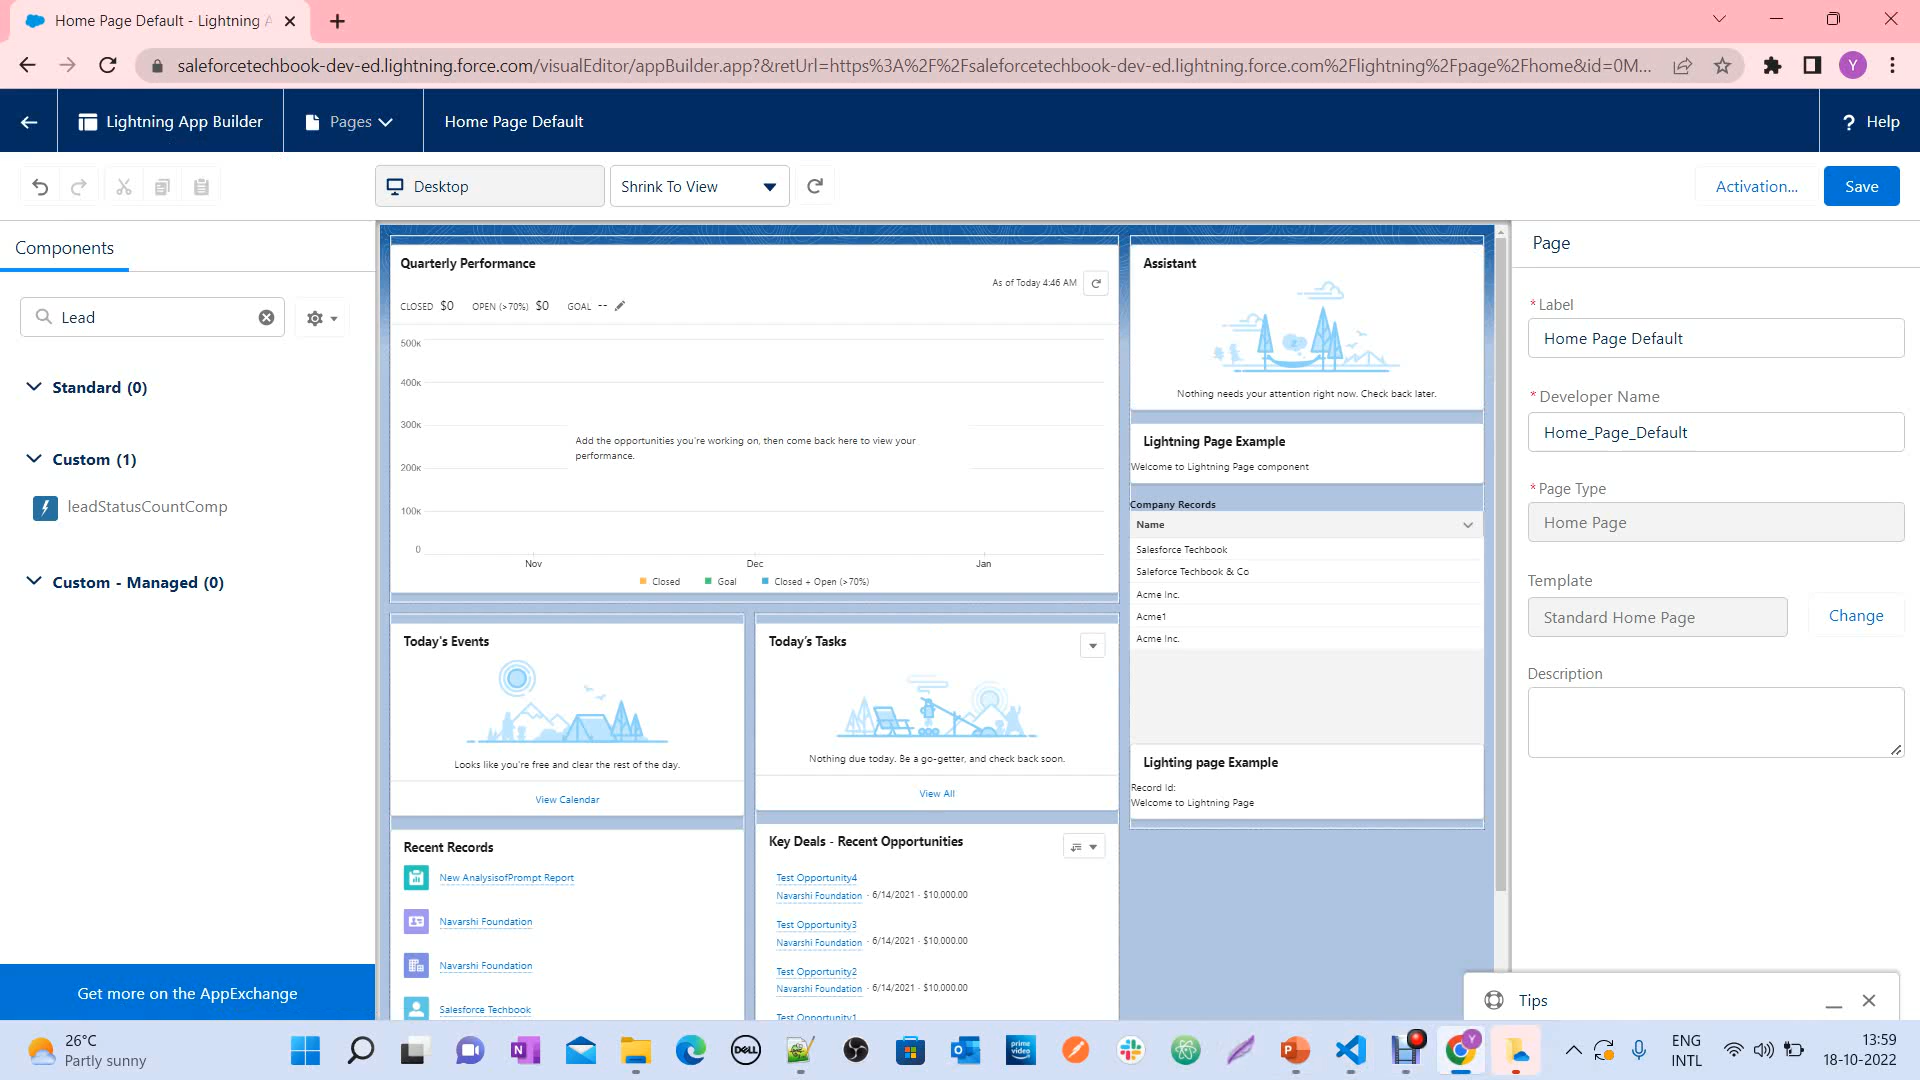 Home Page Default - Lightning A
saleforcetechbook-dev-ed.lightning.force.com/visualEditor/appBuilder.app?&retUrl=https%3A%2F%2Fsaleforcetechbook-dev-ed.lightning.force.com%2Flightning%2Fpage%2Fhome&id=0M...
Y
Lightning App Builder
Pages
Home Page Default
? Help
Desktop
Shrink To View
Activation...
Save
Components
Lead
Standard (0)
Custom (1)
leadStatusCountComp
Custom - Managed (0)
Get more on the AppExchange
Quarterly Performance
As of Today 4:46 AM
CLOSED $0 OPEN (>70%) $0 GOAL --
500K
400K
300K
200K
100K
0
Add the opportunities you're working on, then come back here to view your
performance.
Nov Dec Jan
Closed Goal Closed + Open (>70%)
Today's Events
Looks like you're free and clear the rest of the day.
View Calendar
Today's Tasks
Nothing due today. Be a go-getter, and check back soon.
View All
Recent Records
New AnalysisofPrompt Report
Navarshi Foundation
Navarshi Foundation
Salesforce Techbook
Key Deals - Recent Opportunities
Test Opportunity4
Navarshi Foundation - 6/14/2021 - $10,000.00
Test Opportunity3
Navarshi Foundation - 6/14/2021 - $10,000.00
Test Opportunity2
Navarshi Foundation - 6/14/2021 - $10,000.00
Test Opportunity1
Assistant
Nothing needs your attention right now. Check back later.
Lightning Page Example
Welcome to Lightning Page component
Company Records
Name
Salesforce Techbook
Saleforce Techbook & Co
Acme Inc.
Acme1
Acme Inc.
Lighting page Example
Record Id:
Welcome to Lightning Page
Page
*Label
Home Page Default
*Developer Name
Home_Page_Default
*Page Type
Home Page
Template
Standard Home Page
Change
Description
Tips
26°C
Partly sunny
N
DELL
prime
video
P
Y
ENG
INTL
13:59
18-10-2022